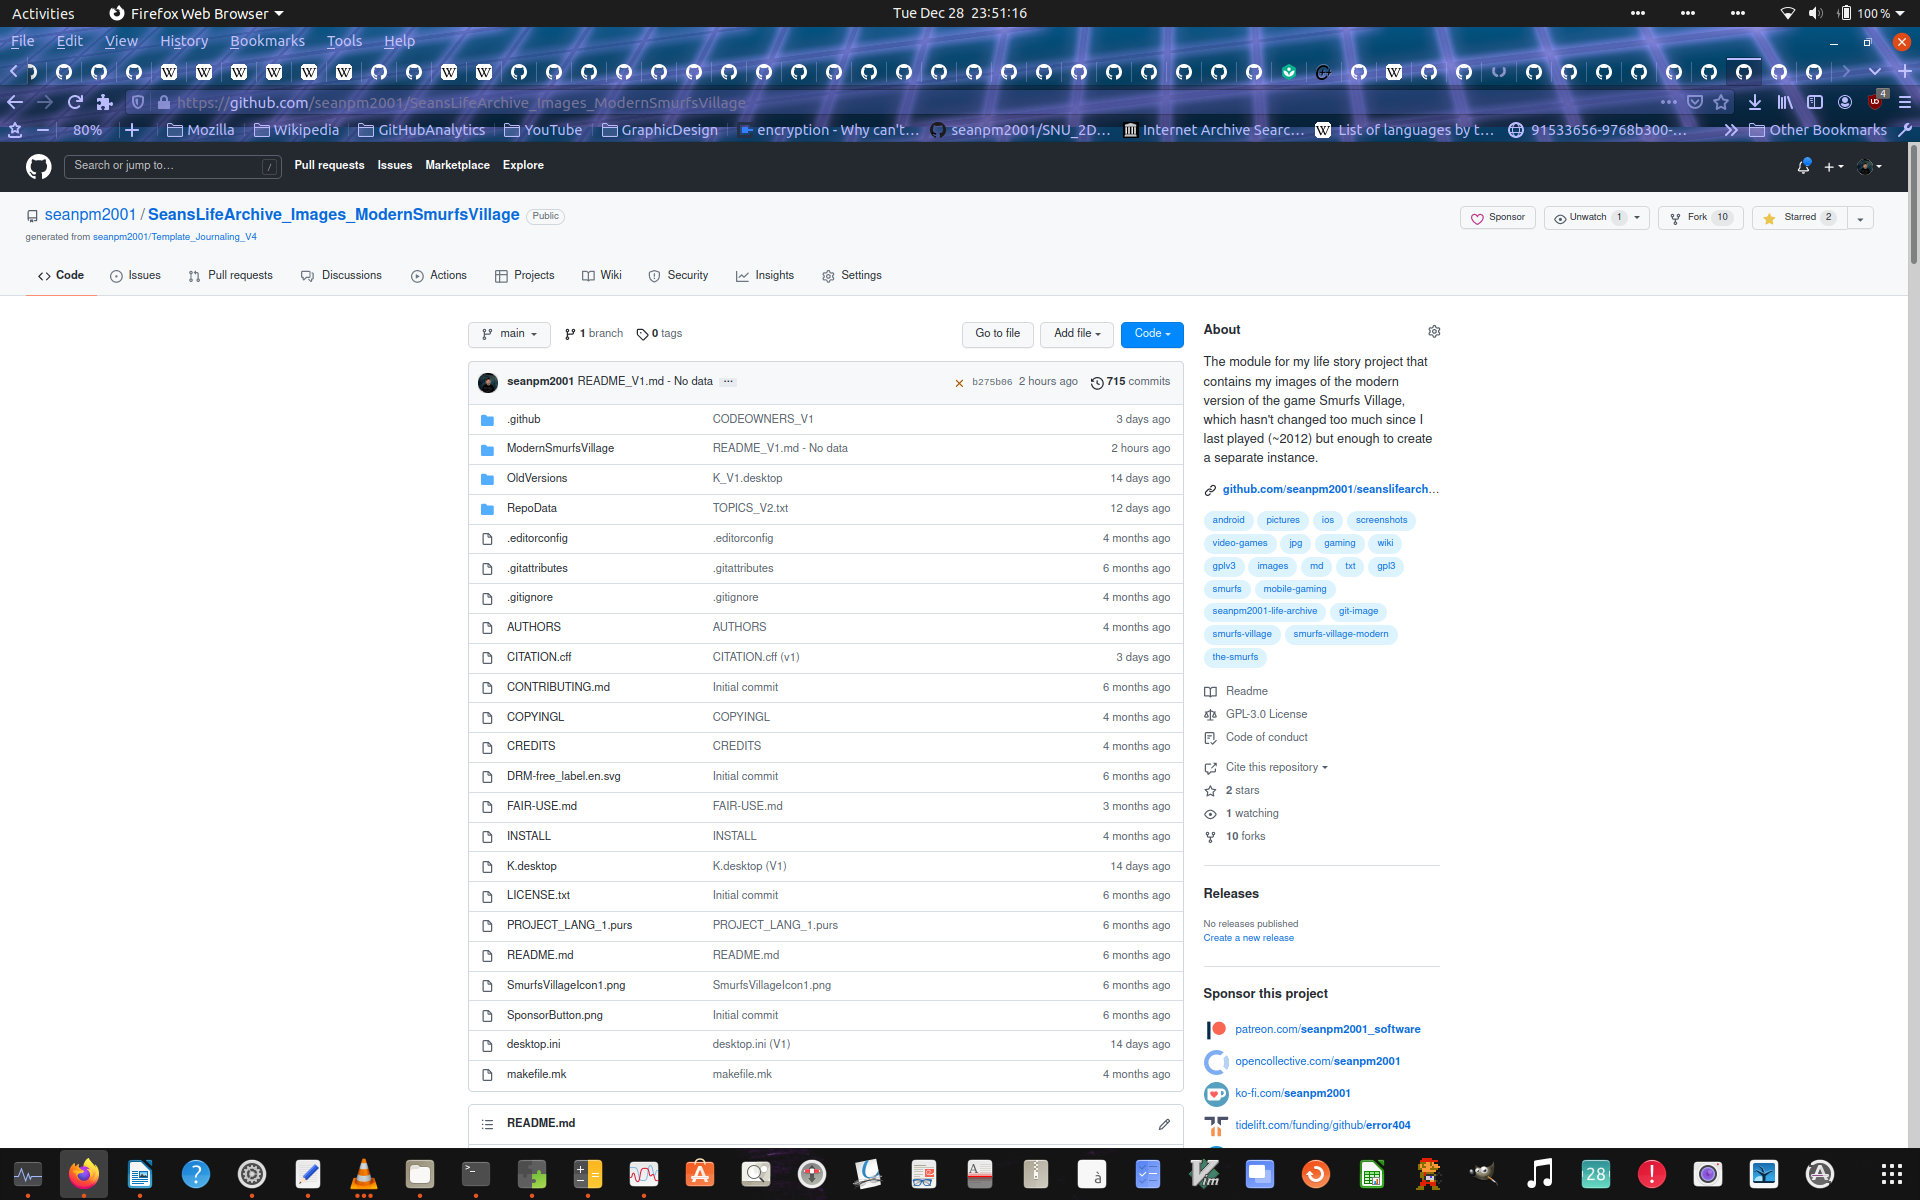 Activities Firefox Web Browser Tue Dec 28 23:51:16 100 %
File Edit View History Bookmarks Tools Help
https://github.com/seanpm2001/SeansLifeArchive_Images_ModernSmurfsVillage 4
80% Mozilla Wikipedia GitHubAnalytics YouTube GraphicDesign encryption - Why can't… seanpm2001/SNU_2D… Internet Archive Searc… List of languages by t… 91533656-9768b300-… Other Bookmarks
Search or jump to… / Pull requests Issues Marketplace Explore
seanpm2001 / SeansLifeArchive_Images_ModernSmurfsVillage Public
Sponsor Unwatch 1 Fork 10 Starred 2
generated from seanpm2001/Template_Journaling_V4
Code Issues Pull requests Discussions Actions Projects Wiki Security Insights Settings
main 1 branch 0 tags Go to file Add file Code
seanpm2001 README_V1.md - No data ... b275b06 2 hours ago 715 commits
.github CODEOWNERS_V1 3 days ago
ModernSmurfsVillage README_V1.md - No data 2 hours ago
OldVersions K_V1.desktop 14 days ago
RepoData TOPICS_V2.txt 12 days ago
.editorconfig .editorconfig 4 months ago
.gitattributes .gitattributes 6 months ago
.gitignore .gitignore 4 months ago
AUTHORS AUTHORS 4 months ago
CITATION.cff CITATION.cff (v1) 3 days ago
CONTRIBUTING.md Initial commit 6 months ago
COPYINGL COPYINGL 4 months ago
CREDITS CREDITS 4 months ago
DRM-free_label.en.svg Initial commit 6 months ago
FAIR-USE.md FAIR-USE.md 3 months ago
INSTALL INSTALL 4 months ago
K.desktop K.desktop (V1) 14 days ago
LICENSE.txt Initial commit 6 months ago
PROJECT_LANG_1.purs PROJECT_LANG_1.purs 6 months ago
README.md README.md 6 months ago
SmurfsVillageIcon1.png SmurfsVillageIcon1.png 6 months ago
SponsorButton.png Initial commit 6 months ago
desktop.ini desktop.ini (V1) 14 days ago
makefile.mk makefile.mk 4 months ago
README.md
About
The module for my life story project that
contains my images of the modern
version of the game Smurfs Village,
which hasn't changed too much since I
last played (~2012) but enough to create
a separate instance.
github.com/seanpm2001/seanslifearch…
android pictures ios screenshots
video-games jpg gaming wiki
gplv3 images md txt gpl3
smurfs mobile-gaming
seanpm2001-life-archive git-image
smurfs-village smurfs-village-modern
the-smurfs
Readme
GPL-3.0 License
Code of conduct
Cite this repository
2 stars
1 watching
10 forks
Releases
No releases published
Create a new release
Sponsor this project
patreon.com/seanpm2001_software
opencollective.com/seanpm2001
ko-fi.com/seanpm2001
tidelift.com/funding/github/error404
28